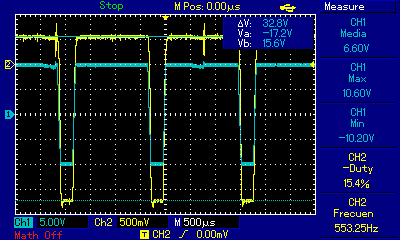 Stop
M Pos: 0.00µs
Measure
ΔV: 32.8V
Va: -17.2V
Vb: 15.6V
CH1
Media
6.60V
CH1
Max
10.60V
CH1
Min
-10.20V
CH2
-Duty
15.4%
CH2
Frecuen
553.25Hz
2
1
Ch1 5.00V Ch2 500mV M 500µs
Math Off T CH2 0.00mV